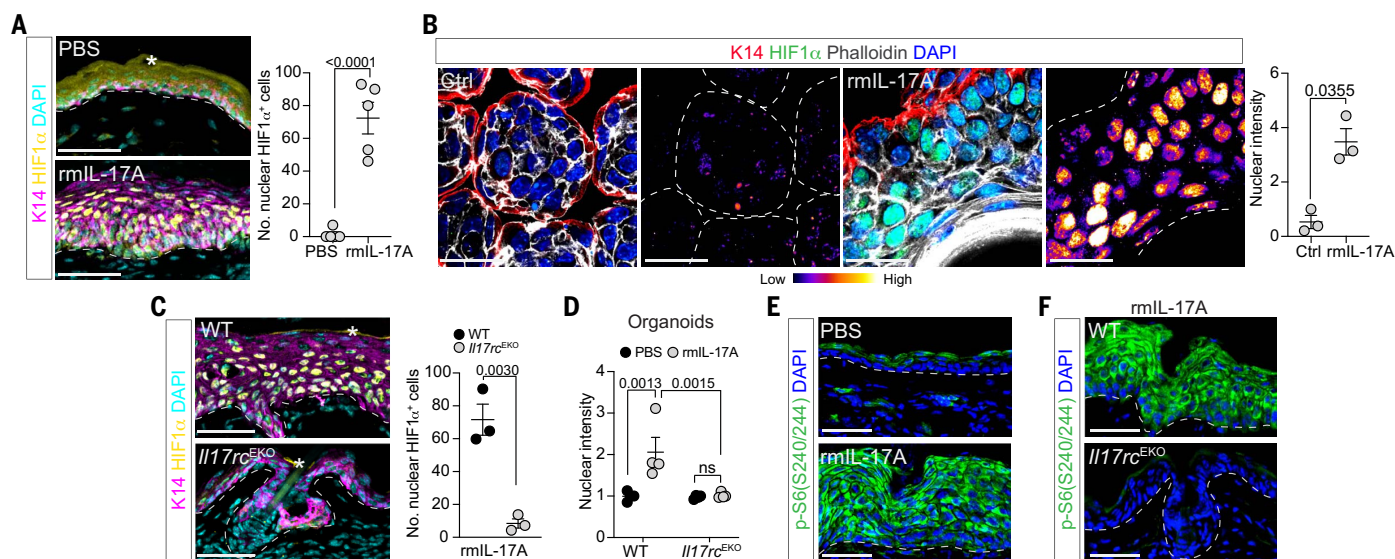 A
K14 HIF1α DAPI
PBS
*
rmIL-17A
No. nuclear HIF1α⁺ cells
100
80
60
40
20
0
<0.0001
PBS
rmIL-17A
B
K14 HIF1α Phalloidin DAPI
Ctrl
rmIL-17A
Low
High
Nuclear intensity
6
4
2
0
0.0355
Ctrl rmIL-17A
C
K14 HIF1α DAPI
WT
*
Il17rcEKO
*
WT
Il17rcEKO
No. nuclear HIF1α⁺ cells
100
80
60
40
20
0
0.0030
rmIL-17A
D
Organoids
PBS rmIL-17A
Nuclear intensity
4
3
2
1
0
0.0013
0.0015
ns
WT
Il17rcEKO
E
p-S6(S240/244) DAPI
PBS
rmIL-17A
F
rmIL-17A
p-S6(S240/244) DAPI
WT
Il17rcEKO